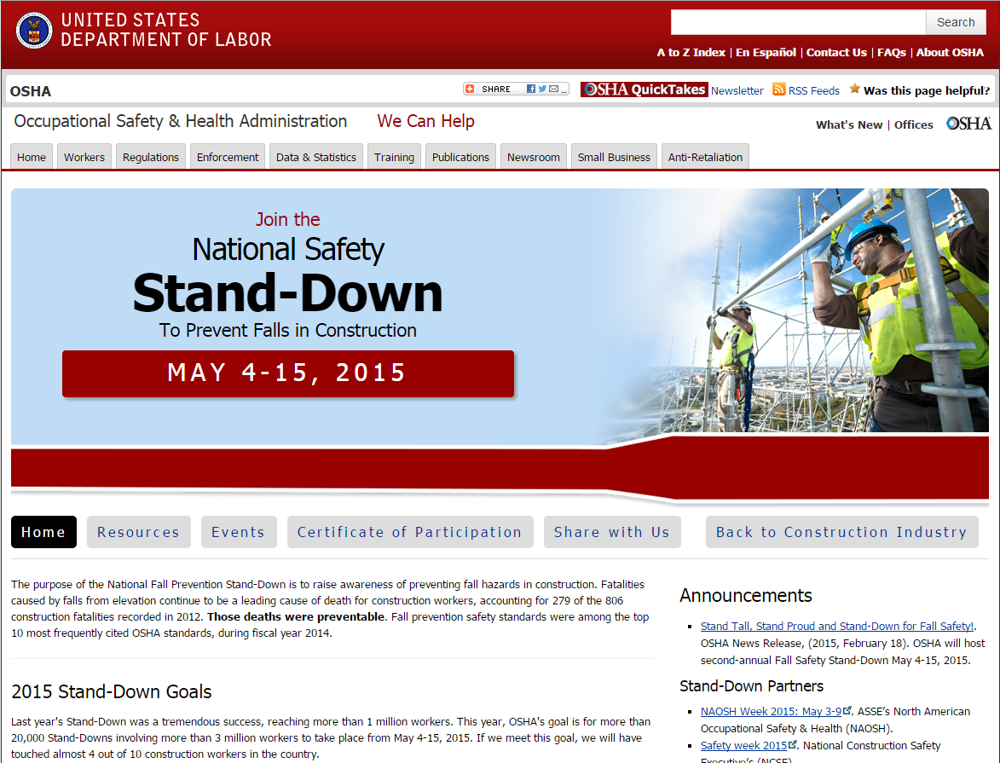 UNITED STATES
DEPARTMENT OF LABOR
Search
A to Z Index | En Español | Contact Us | FAQs | About OSHA
OSHA
SHARE ...
OSHA QuickTakes Newsletter RSS Feeds Was this page helpful?
Occupational Safety & Health Administration We Can Help
What's New | Offices OSHA
Home Workers Regulations Enforcement Data & Statistics Training Publications Newsroom Small Business Anti-Retaliation
Join the
National Safety
Stand-Down
To Prevent Falls in Construction
MAY 4-15, 2015
Home Resources Events Certificate of Participation Share with Us Back to Construction Industry
The purpose of the National Fall Prevention Stand-Down is to raise awareness of preventing fall hazards in construction. Fatalities
caused by falls from elevation continue to be a leading cause of death for construction workers, accounting for 279 of the 806
construction fatalities recorded in 2012. Those deaths were preventable. Fall prevention safety standards were among the top
10 most frequently cited OSHA standards, during fiscal year 2014.
2015 Stand-Down Goals
Last year's Stand-Down was a tremendous success, reaching more than 1 million workers. This year, OSHA's goal is for more than
20,000 Stand-Downs involving more than 3 million workers to take place from May 4-15, 2015. If we meet this goal, we will have
touched almost 4 out of 10 construction workers in the country.
Announcements
Stand Tall, Stand Proud and Stand-Down for Fall Safety!.
OSHA News Release, (2015, February 18). OSHA will host
second-annual Fall Safety Stand-Down May 4-15, 2015.
Stand-Down Partners
NAOSH Week 2015: May 3-9. ASSE’s North American
Occupational Safety & Health (NAOSH).
Safety week 2015. National Construction Safety
Executive’s (NCSE)